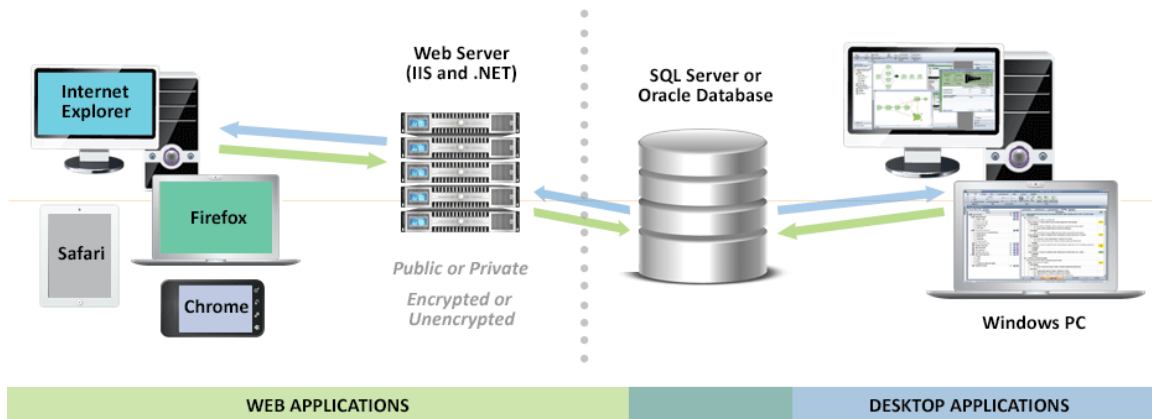 Internet
Explorer
Firefox
Safari
Chrome
Web Server
(IIS and .NET)
Public or Private
Encrypted or
Unencrypted
SQL Server or
Oracle Database
Windows PC
WEB APPLICATIONS
DESKTOP APPLICATIONS